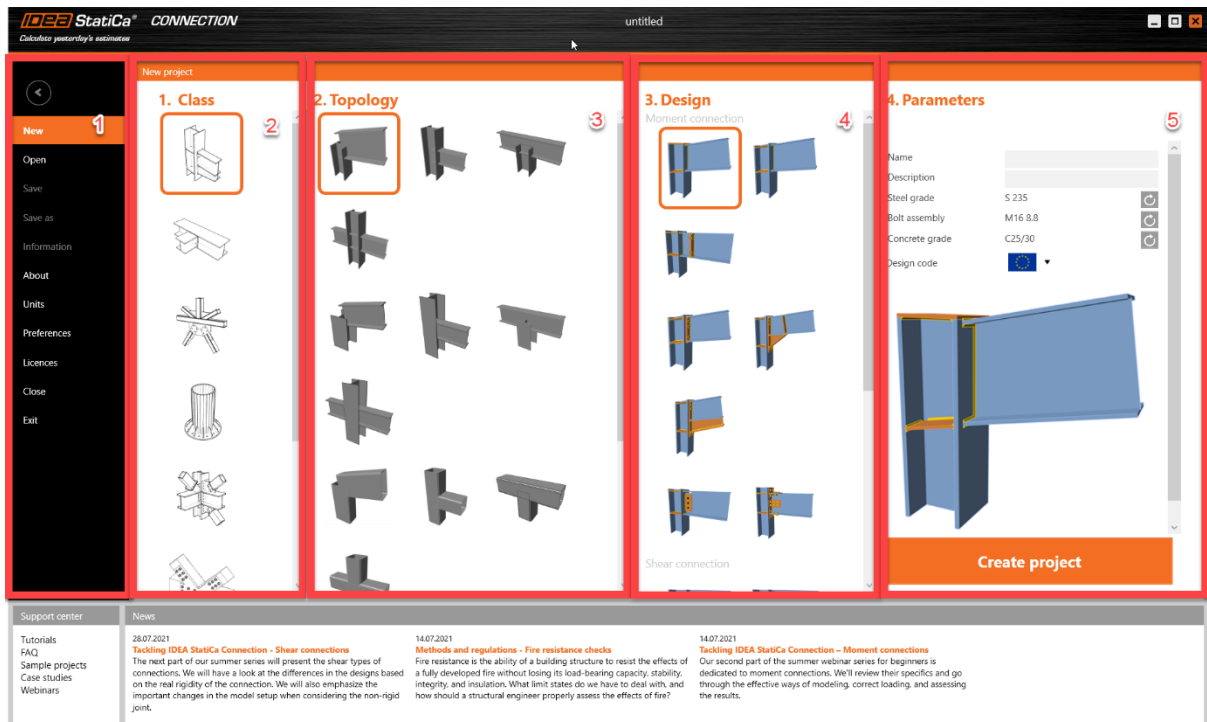 IDEA StatiCa® CONNECTION
untitled
Calculate yesterday's estimates
New
Open
Save
Save as
Information
About
Units
Preferences
Licences
Close
Exit
1
New project
1. Class
2
2. Topology
3
3. Design
4
Moment connection
Shear connection
4. Parameters
5
Name
Description
Steel grade S 235
Bolt assembly M16 8.8
Concrete grade C25/30
Design code
Create project
Support center
Tutorials
FAQ
Sample projects
Case studies
Webinars
News
28.07.2021
Tackling IDEA StatiCa Connection - Shear connections
The next part of our summer series will present the shear types of
connections. We will have a look at the differences in the designs based
on the real rigidity of the connection. We will also emphasize the
important changes in the model setup when considering the non-rigid
joint.
14.07.2021
Methods and regulations - Fire resistance checks
Fire resistance is the ability of a building structure to resist the effects of
a fully developed fire without losing its load-bearing capacity, stability,
integrity, and insulation. What limit states do we have to deal with, and
how should a structural engineer properly assess the effects of fire?
14.07.2021
Tackling IDEA StatiCa Connection – Moment connections
Our second part of the summer webinar series for beginners is
dedicated to moment connections. We'll review their specifics and go
through the effective ways of modeling, correct loading, and assessing
the results.